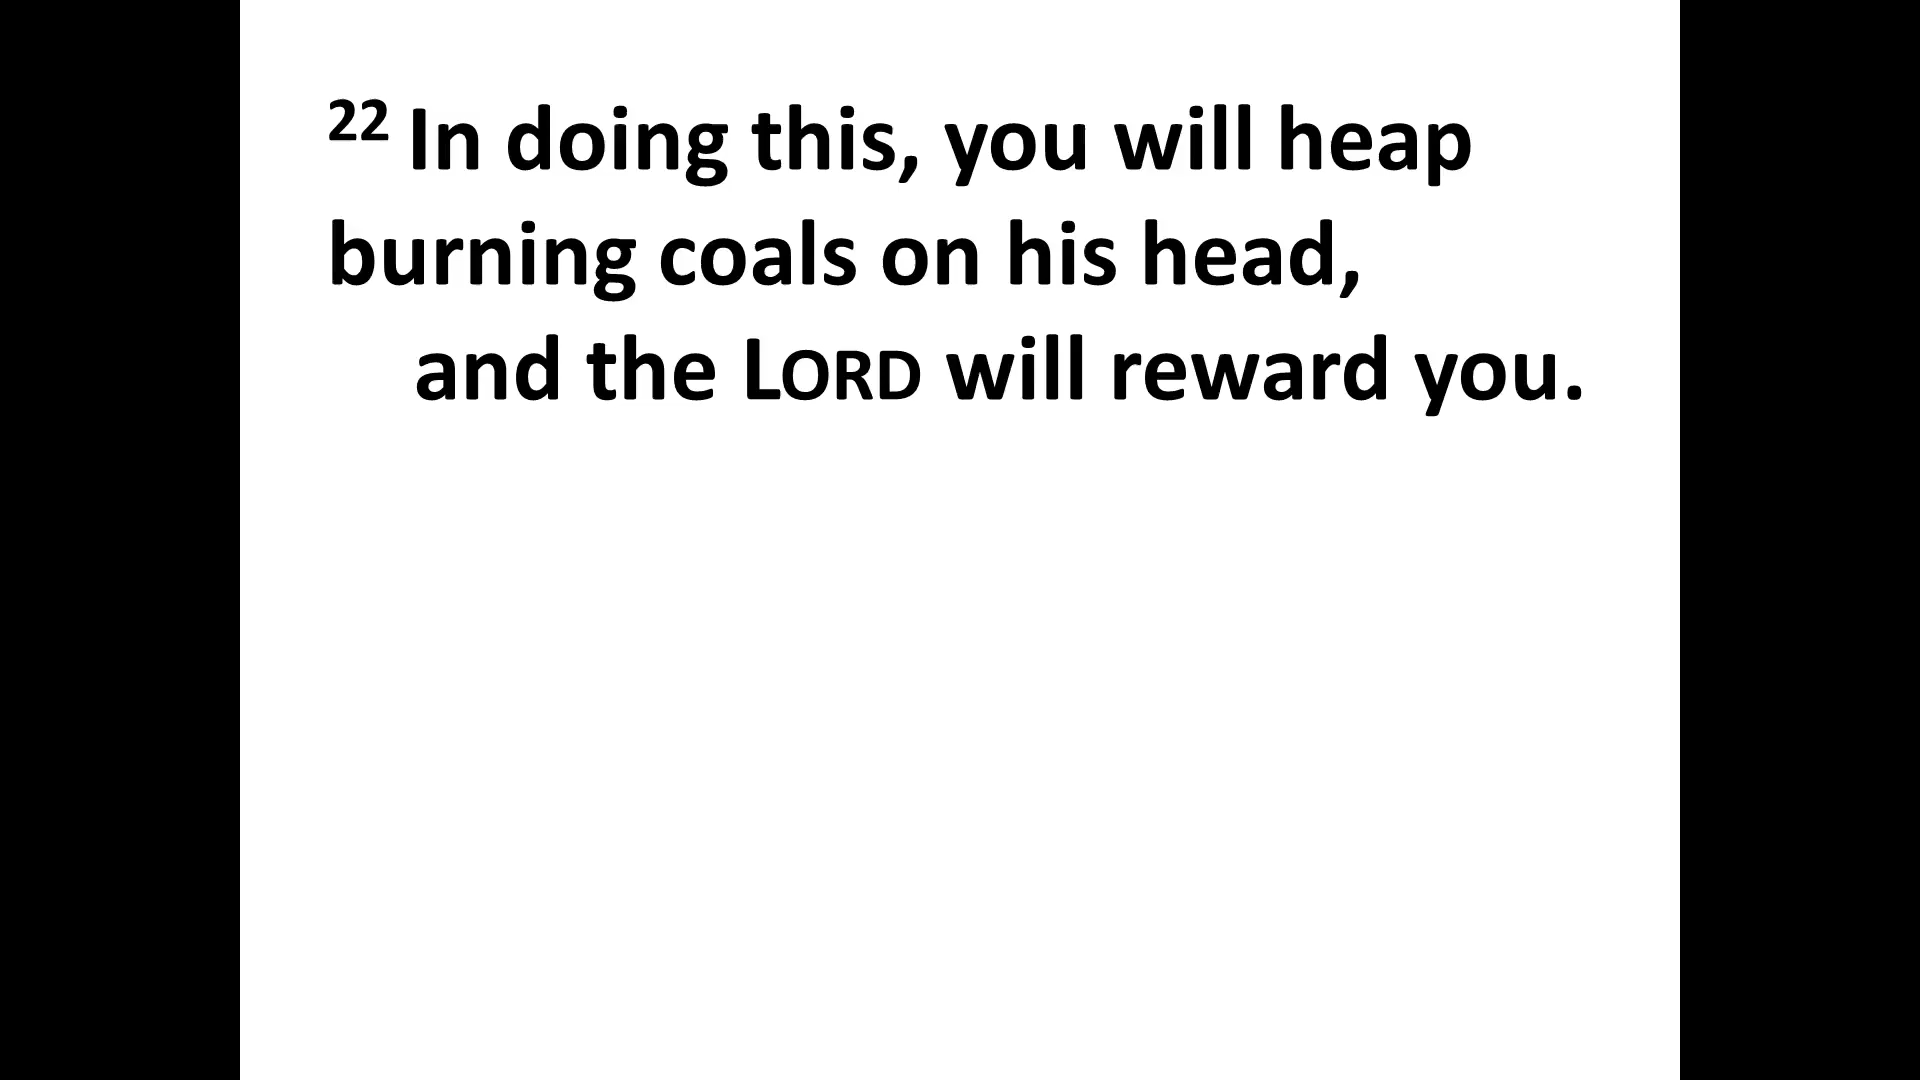 22 In doing this, you will heap
burning coals on his head,
and the LORD will reward you.